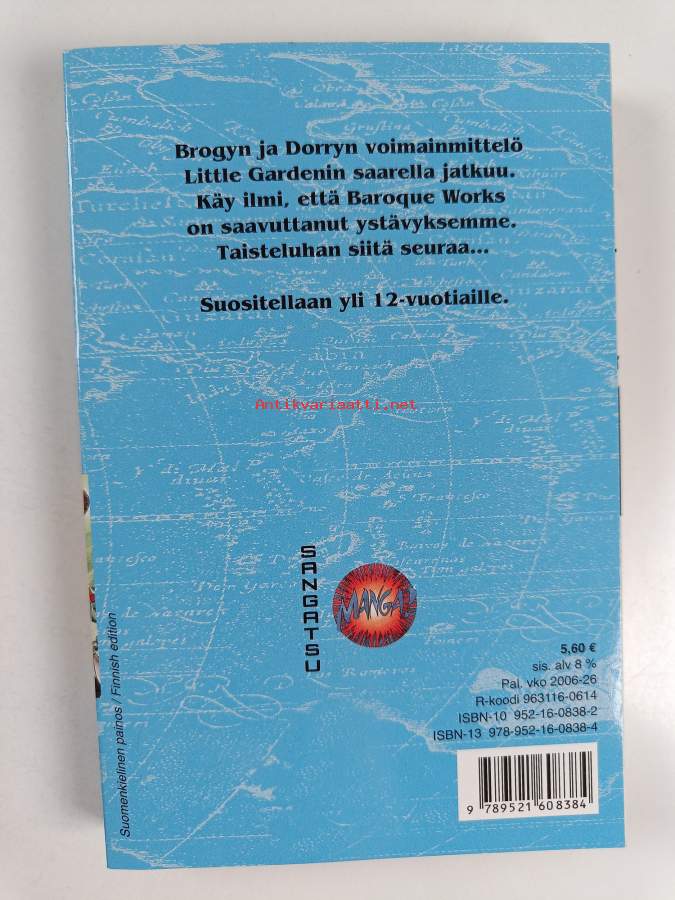 Brogyn ja Dorryn voimainmittelö
Little Gardenin saarella jatkuu.
Käy ilmi, että Baroque Works
on saavuttanut ystävyksemme.
Taisteluhan siitä seuraa...
Suositellaan yli 12-vuotiaille.
Antikvariaatti.net
SANGATSU
MANGA!
5,60 €
sis. alv 8 %
Pal. vko 2006-26
R-koodi 963116-0614
ISBN-10 952-16-0838-2
ISBN-13 978-952-16-0838-4
9 789521 608384
Suomenkielinen painos / Finnish edition